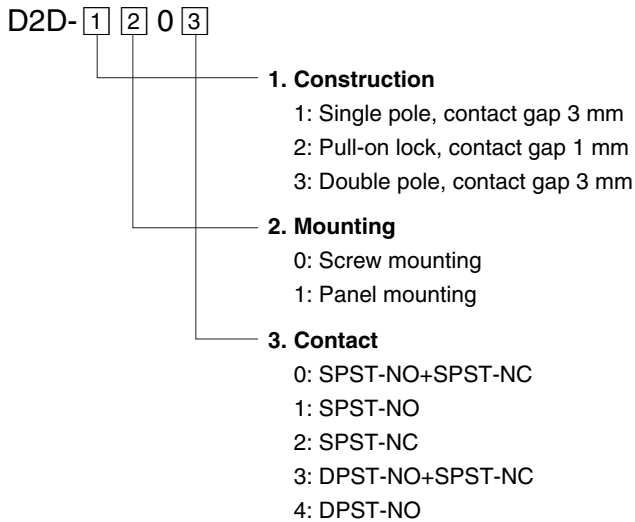 D2D- 1 2 0 3
1. Construction
1: Single pole, contact gap 3 mm
2: Pull-on lock, contact gap 1 mm
3: Double pole, contact gap 3 mm
2. Mounting
0: Screw mounting
1: Panel mounting
3. Contact
0: SPST-NO+SPST-NC
1: SPST-NO
2: SPST-NC
3: DPST-NO+SPST-NC
4: DPST-NO